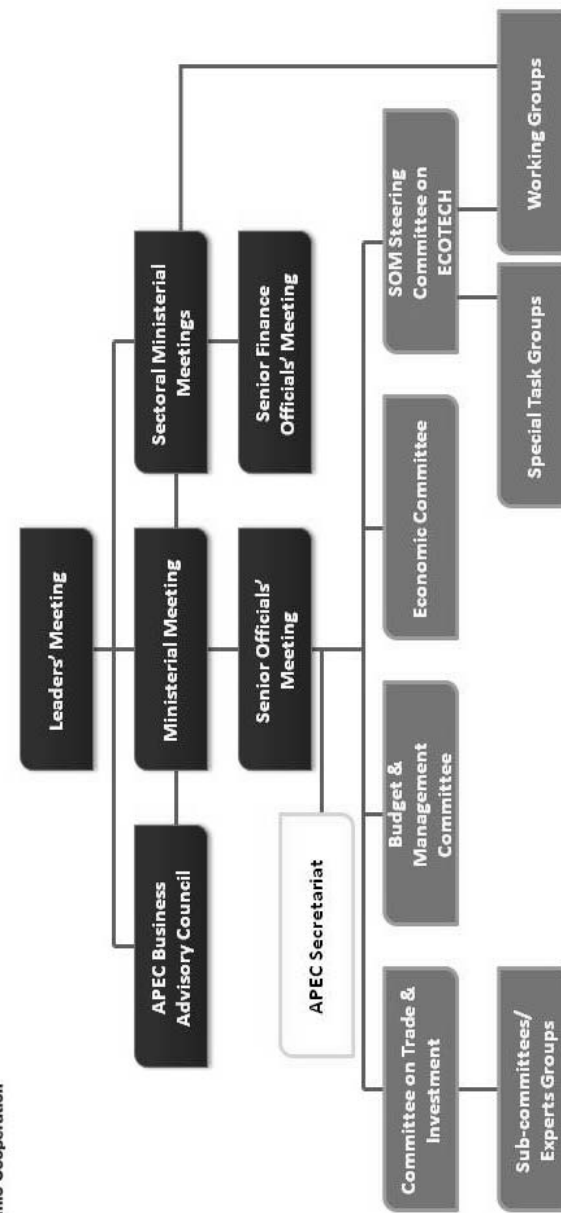 mic Cooperation
Leaders' Meeting
APEC Business
Advisory Council
Ministerial Meeting
Sectoral Ministerial
Meetings
Senior Officials'
Meeting
Senior Finance
Officials' Meeting
APEC Secretariat
Committee on Trade &
Investment
Budget &
Management
Committee
Economic Committee
SOM Steering
Committee on
ECOTECH
Sub-committees/
Experts Groups
Special Task Groups
Working Groups